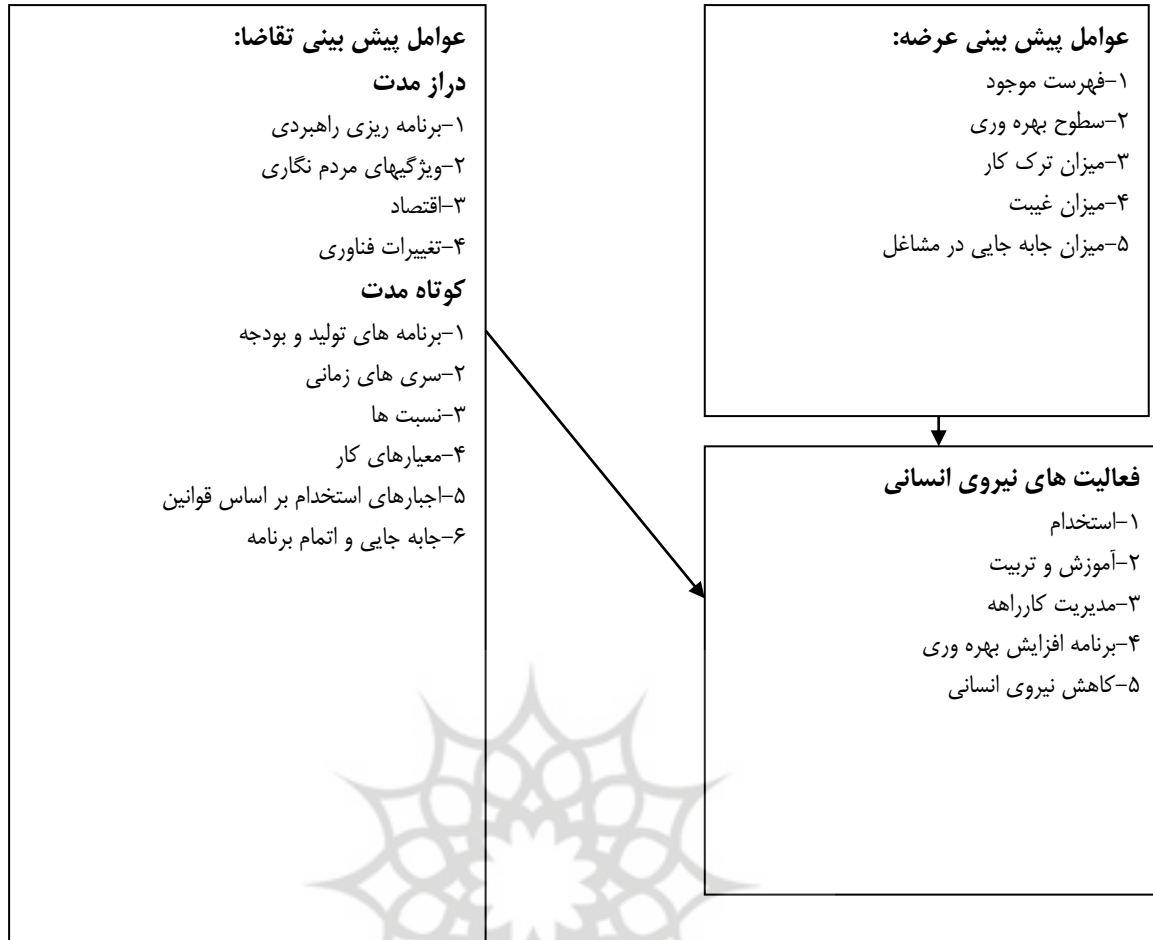 عوامل پیش بینی عرضه:
۱-فهرست موجود
۲-سطوح بهره وری
۳-میزان ترک کار
۴-میزان غیبت
۵-میزان جابه جایی در مشاغل
فعالیت های نیروی انسانی
۱-استخدام
۲-آموزش و تربیت
۳-مدیریت کارراهه
۴-برنامه افزایش بهره وری
۵-کاهش نیروی انسانی
عوامل پیش بینی تقاضا:
دراز مدت
۱-برنامه ریزی راهبردی
۲-ویژگیهای مردم نگاری
۳-اقتصاد
۴-تغییرات فناوری
کوتاه مدت
۱-برنامه های تولید و بودجه
۲-سری های زمانی
۳-نسبت ها
۴-معیارهای کار
۵-اجبارهای استخدام بر اساس قوانین
۶-جابه جایی و اتمام برنامه